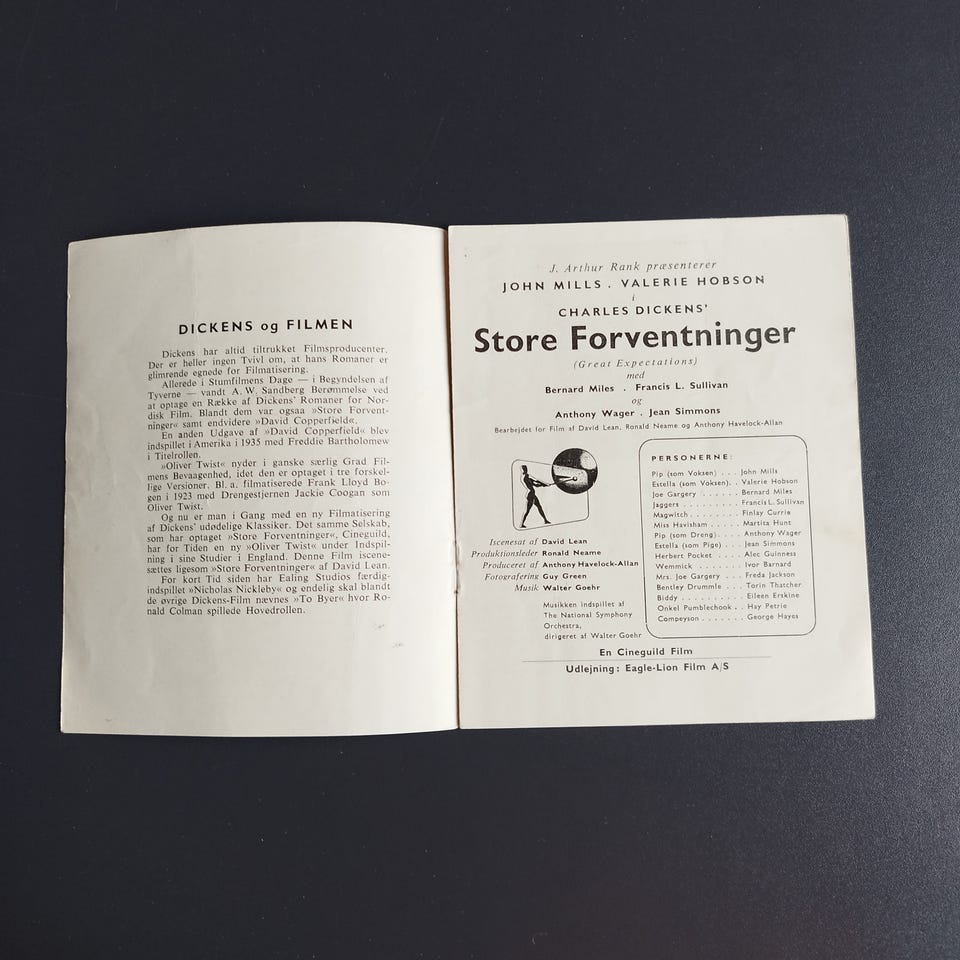 DICKENS og FILMEN
Dickens har altid tiltrukket Filmsproducenter.
Der er heller ingen Tvivl om, at hans Romaner er
glimrende egnede for Filmatisering.
Allerede i Stumfilmens Dage — i Begyndelsen af
Tyverne — vandt A. W. Sandberg Berømmelse ved
at optage en Række af Dickens' Romaner for Nor-
disk Film. Blandt dem var ogsaa »Store Forvent-
ninger« samt endvidere »David Copperfield«.
En anden Udgave af »David Copperfield« blev
indspillet i Amerika i 1935 med Freddie Bartholomew
i Titelrollen.
»Oliver Twist« nyder i ganske særlig Grad Fil-
mens Bevaagenhed, idet den er optaget i tre forskel-
lige Versioner. Bl. a. filmatiserede Frank Lloyd Bo-
gen i 1923 med Drengestjernen Jackie Coogan som
Oliver Twist.
Og nu er man i Gang med en ny Filmatisering
af Dickens' udødelige Klassiker. Det samme Selskab,
som har optaget »Store Forventninger«, Cineguild,
har for Tiden en ny »Oliver Twist« under Indspil-
ning i sine Studier i England. Denne Film iscene-
sættes ligesom »Store Forventninger« af David Lean.
For kort Tid siden har Ealing Studios færdig-
indspillet »Nicholas Nickleby« og endelig skal blandt
de øvrige Dickens-Film nævnes »To Byer« hvor Ro-
nald Colman spillede Hovedrollen.
J. Arthur Rank præsenterer
JOHN MILLS . VALERIE HOBSON
i
CHARLES DICKENS'
Store Forventninger
(Great Expectations)
med
Bernard Miles . Francis L. Sullivan
og
Anthony Wager . Jean Simmons
Bearbejdet for Film af David Lean, Ronald Neame og Anthony Havelock-Allan
Iscenesat af David Lean
Produktionsleder Ronald Neame
Produceret af Anthony Havelock-Allan
Fotografering Guy Green
Musik Walter Goehr
Musikken indspillet af
The National Symphony
Orchestra,
dirigeret af Walter Goehr
PERSONERNE:
Pip (som Voksen) . . . John Mills
Estella (som Voksen) . . Valerie Hobson
Joe Gargery . . . . . . Bernard Miles
Jaggers . . . . . . . . Francis L. Sullivan
Magwitch . . . . . . . Finlay Currie
Miss Havisham . . . . . Martita Hunt
Pip (som Dreng) . . . . Anthony Wager
Estella (som Pige) . . . Jean Simmons
Herbert Pocket . . . . Alec Guinness
Wemmick . . . . . . . Ivor Barnard
Mrs. Joe Gargery . . . Freda Jackson
Bentley Drummle . . . Torin Thatcher
Biddy . . . . . . . . . Eileen Erskine
Onkel Pumblechook . . Hay Petrie
Compeyson . . . . . . . George Hayes
En Cineguild Film
Udlejning: Eagle-Lion Film A/S